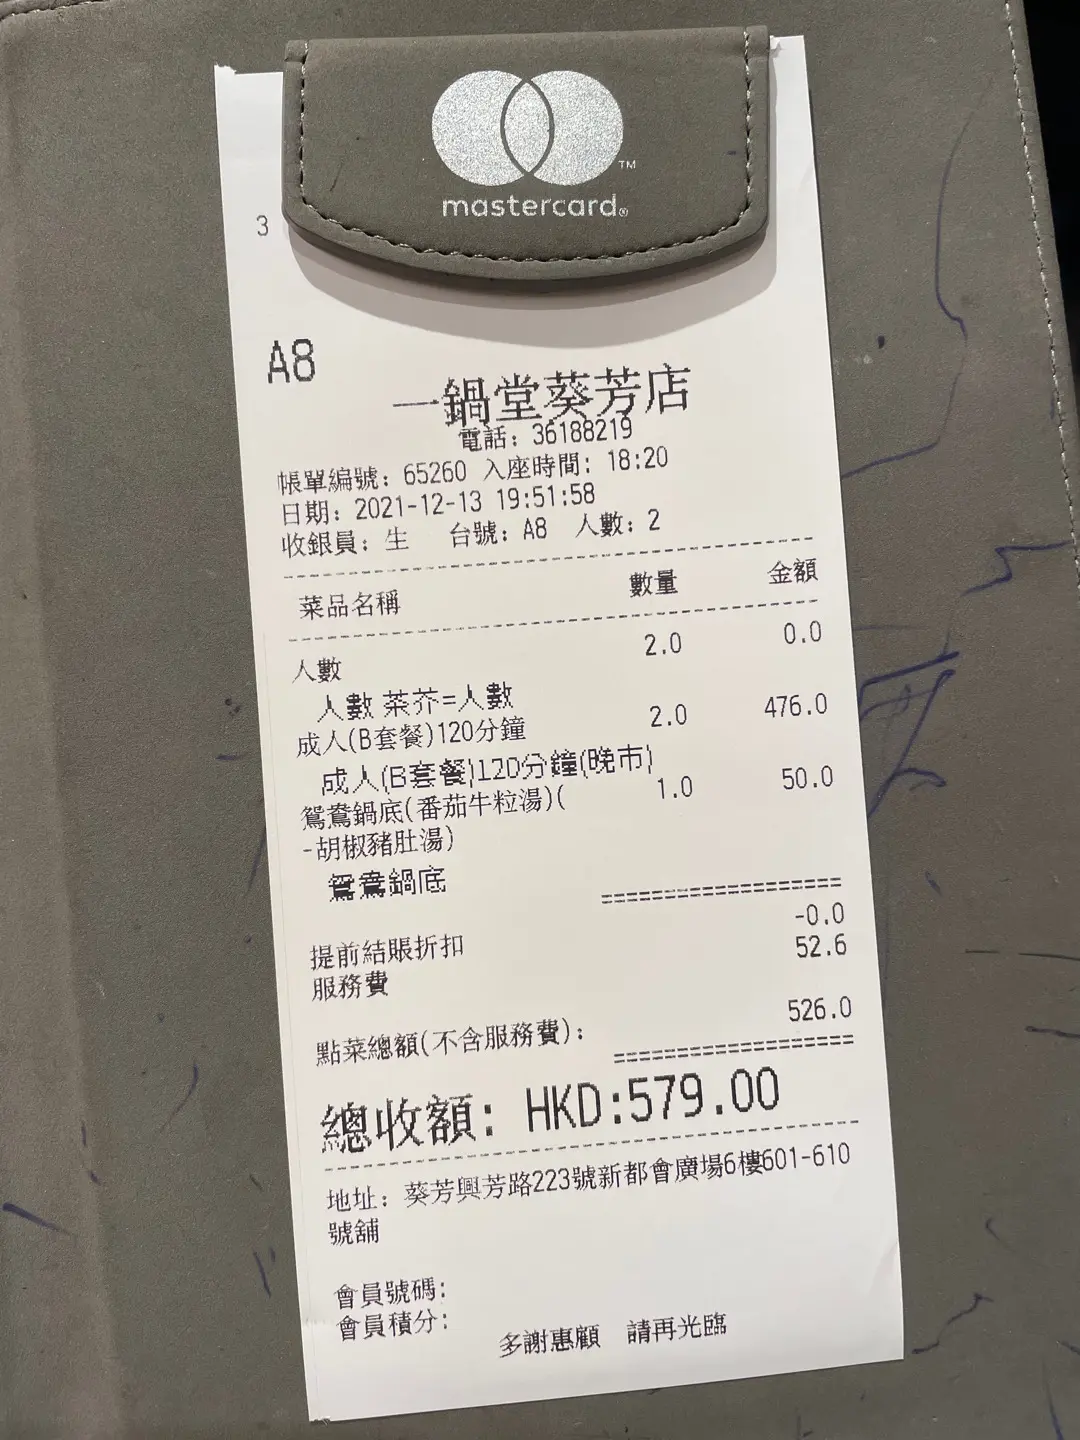 mastercard®
3
A8
一鍋堂葵芳店
電話: 36188219
帳單編號: 65260 入座時間: 18:20
日期: 2021-12-13 19:51:58
收銀員: 生 台號: A8 人數: 2
菜品名稱 數量 金額
人數 2.0 0.0
人數 茶芥=人數
成人(B套餐)120分鐘 2.0 476.0
成人(B套餐)120分鐘(晚市)
鴛鴦鍋底(番茄牛粒湯)( 1.0 50.0
-胡椒豬肚湯)
鴛鴦鍋底
提前結賬折扣 -0.0
服務費 52.6
點菜總額(不含服務費): 526.0
總收額: HKD:579.00
地址: 葵芳興芳路223號新都會廣場6樓601-610
號舖
會員號碼:
會員積分:
多謝惠顧 請再光臨